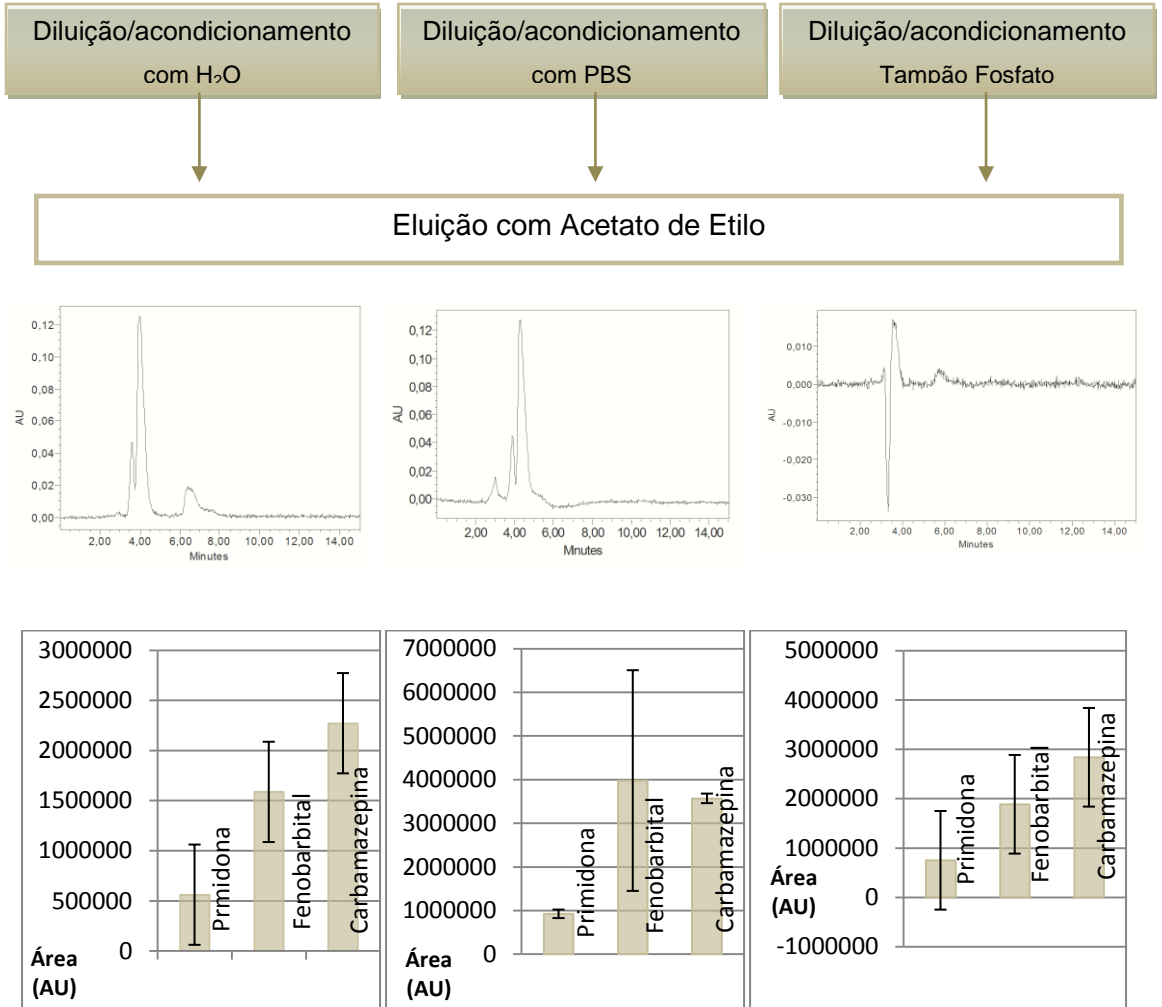 Diluição/acondicionamento
com H2O
Diluição/acondicionamento
com PBS
Diluição/acondicionamento
Tampão Fosfato
Eluição com Acetato de Etilo
0,12
0,10
0,08
0,06
0,04
0,02
0,00
AU
2,00 4,00 6,00 8,00 10,00 12,00 14,00
Minutes
0,12
0,10
0,08
0,06
0,04
0,02
0,00
AU
2,00 4,00 6,00 8,00 10,00 12,00 14,00
Minutes
0,010
0,000
-0,010
-0,020
-0,030
AU
2,00 4,00 6,00 8,00 10,00 12,00 14,00
Minutes
3000000
2500000
2000000
1500000
1000000
500000
0
Área
(AU)
Prmidona
Fenobarbital
Carbamazepina
7000000
6000000
5000000
4000000
3000000
2000000
1000000
0
Área
(AU)
Primidona
Fenobarbital
Carbamazepina
5000000
4000000
3000000
2000000
1000000
0
-1000000
Área
(AU)
Primidona
Fenobarbital
Carbamazepina